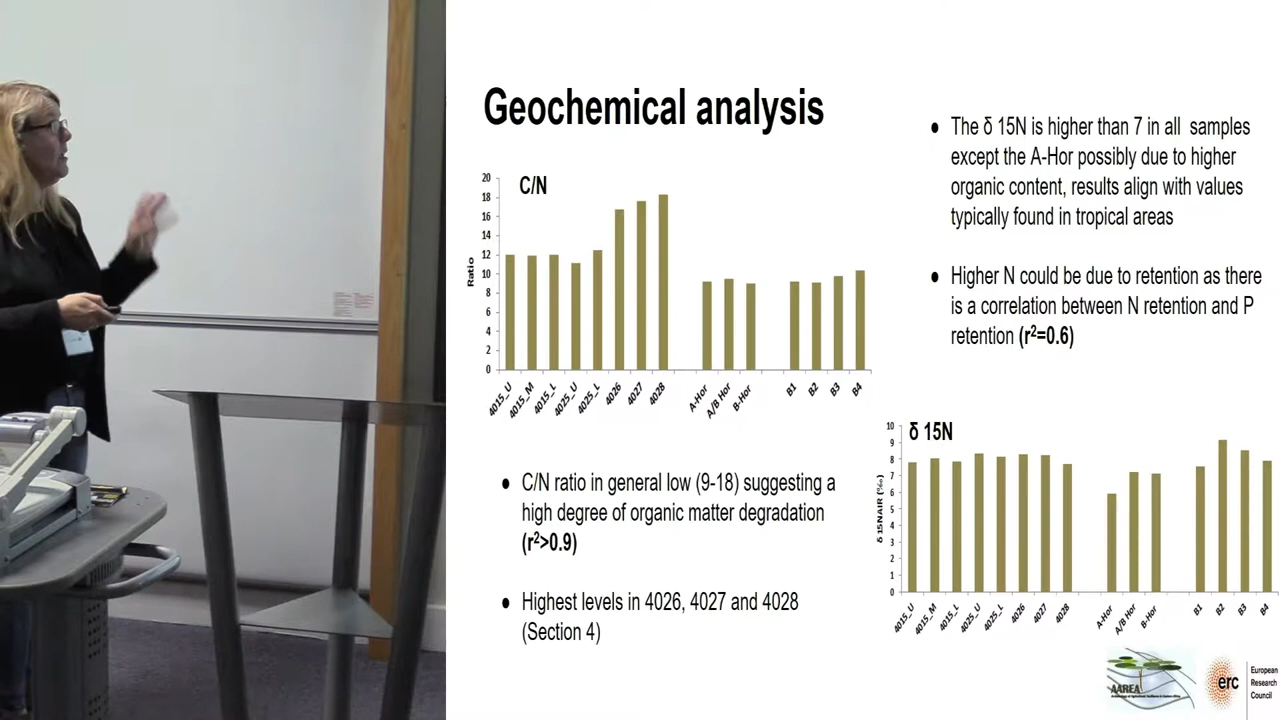 Geochemical analysis
C/N
20
18
16
14
12
10
8
6
4
2
0
Ratio
4015_U
4015_M
4015_L
4025_U
4025_L
4026
4027
4028
A-Hor
A/B Hor
B-Hor
B1
B2
B3
B4
● C/N ratio in general low (9-18) suggesting a
high degree of organic matter degradation
(r²>0.9)
● Highest levels in 4026, 4027 and 4028
(Section 4)
● The δ 15N is higher than 7 in all samples
except the A-Hor possibly due to higher
organic content, results align with values
typically found in tropical areas
● Higher N could be due to retention as there
is a correlation between N retention and P
retention (r²=0.6)
δ 15N
10
9
8
7
6
5
4
3
2
1
0
δ 15NAIR (‰)
4015_U
4015_M
4015_L
4025_U
4025_L
4026
4027
4028
A-Hor
A/B Hor
B-Hor
B1
B2
B3
B4
AAREA
erc
European
Research
Council